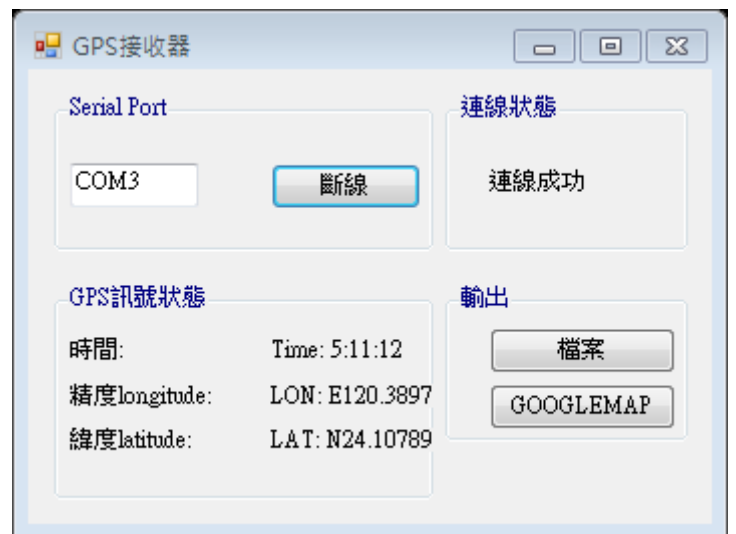 GPS接收器
Serial Port
COM3
斷線
連線狀態
連線成功
GPS訊號狀態
時間: Time: 5:11:12
精度longitude: LON: E120.3897
緯度latitude: LAT: N24.10789
輸出
檔案
GOOGLEMAP